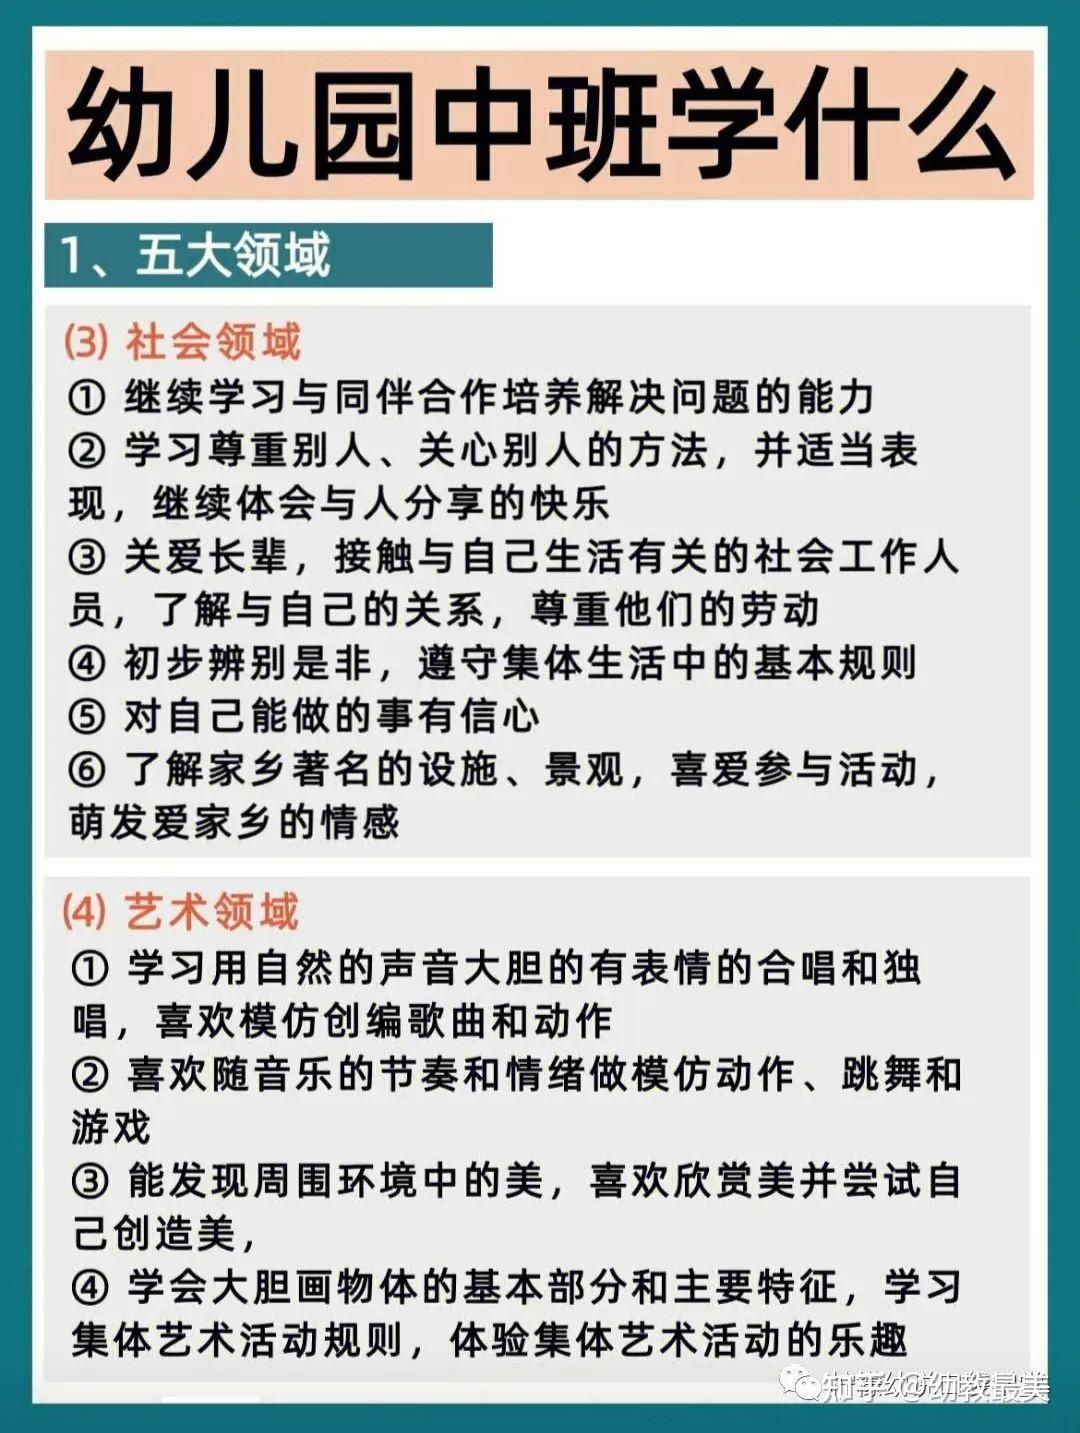 幼儿园中班学什么
1、五大领域
(3) 社会领域
① 继续学习与同伴合作培养解决问题的能力
② 学习尊重别人、关心别人的方法，并适当表
现，继续体会与人分享的快乐
③ 关爱长辈，接触与自己生活有关的社会工作人
员，了解与自己的关系，尊重他们的劳动
④ 初步辨别是非，遵守集体生活中的基本规则
⑤ 对自己能做的事有信心
⑥ 了解家乡著名的设施、景观，喜爱参与活动，
萌发爱家乡的情感
(4) 艺术领域
① 学习用自然的声音大胆的有表情的合唱和独
唱，喜欢模仿创编歌曲和动作
② 喜欢随音乐的节奏和情绪做模仿动作、跳舞和
游戏
③ 能发现周围环境中的美，喜欢欣赏美并尝试自
己创造美，
④ 学会大胆画物体的基本部分和主要特征，学习
集体艺术活动规则，体验集体艺术活动的乐趣
知乎 @幼教最美